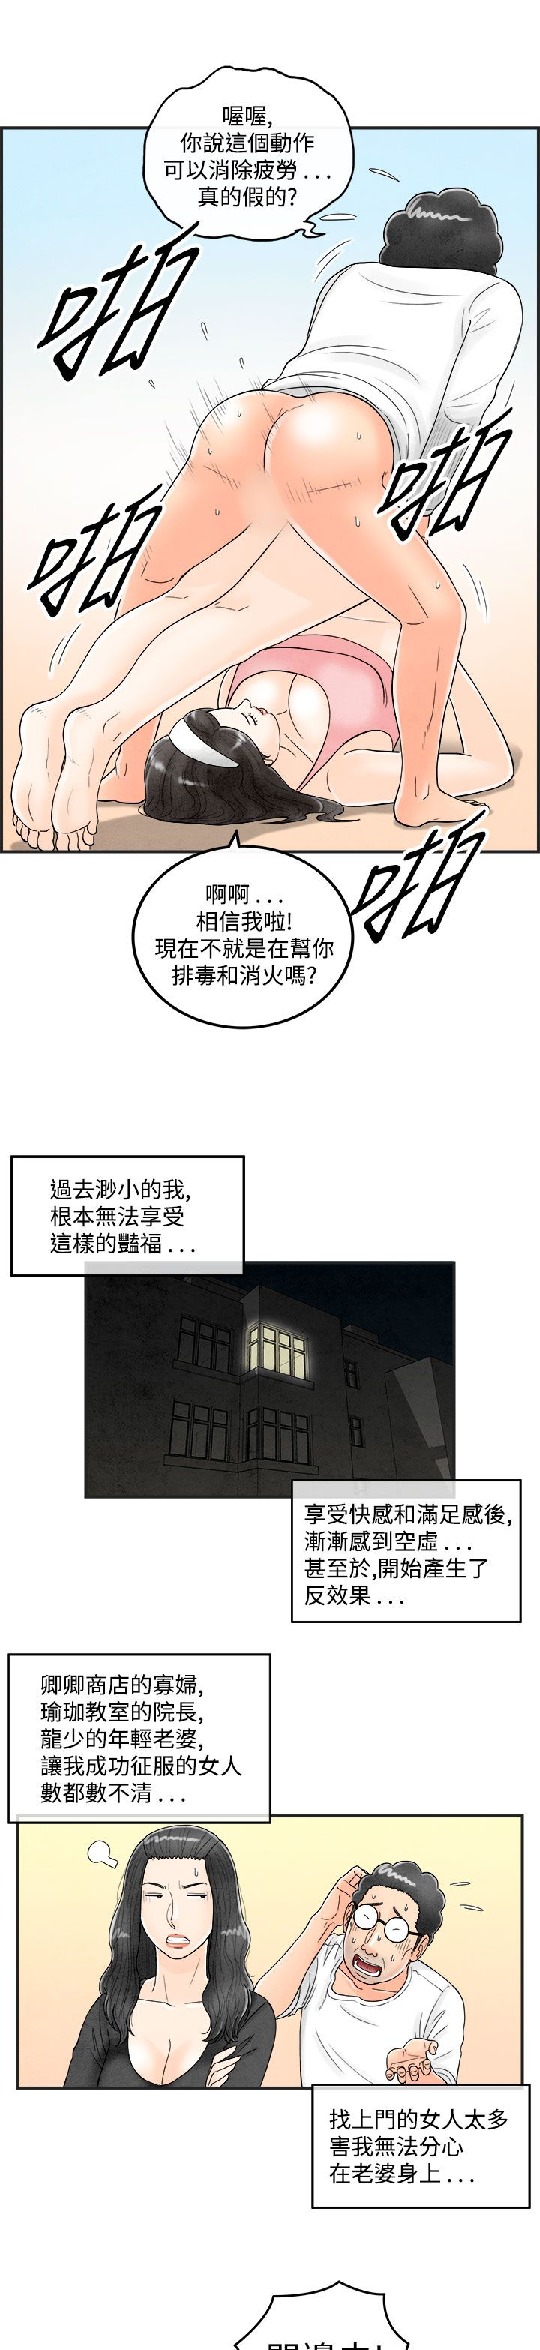 喔喔,
你說這個動作
可以消除疲勞...
真的假的?
啪
啪
啪
啪
啊啊...
相信我啦!
現在不就是在幫你
排毒和消火嗎?
過去渺小的我,
根本無法享受
這樣的豔福...
享受快感和滿足感後,
漸漸感到空虛...
甚至於,開始產生了
反效果...
卿卿商店的寡婦,
瑜珈教室的院長,
龍少的年輕老婆,
讓我成功征服的女人
數都數不清...
找上門的女人太多
害我無法分心
在老婆身上...